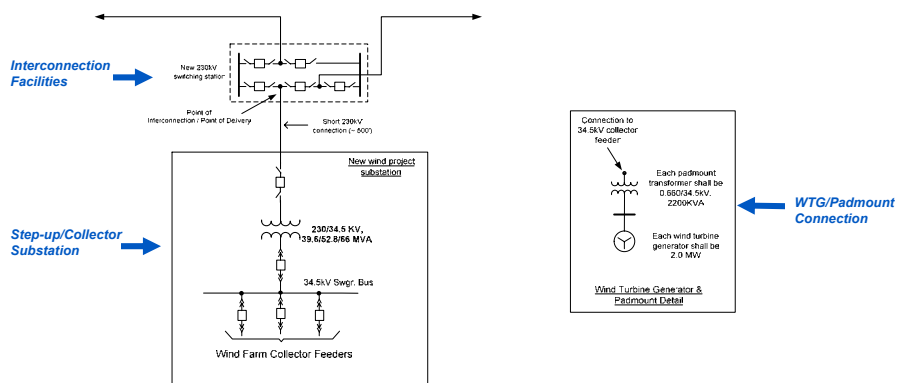 Interconnection
Facilities
New 230kV
switching station
Point of
Interconnection / Point of Delivery
Short 230kV
connection (~ 500')
New wind project
substation
Step-up/Collector
Substation
230/34.5 KV,
39.6/52.8/66 MVA
34.5kV Swgr. Bus
Wind Farm Collector Feeders
Connection to
34.5kV collector
feeder
Each padmount
transformer shall be
0.660/34.5kV.
2200KVA
Each wind turbine
generator shall be
2.0 MW
Wind Turbine Generator &
Padmount Detail
WTG/Padmount
Connection